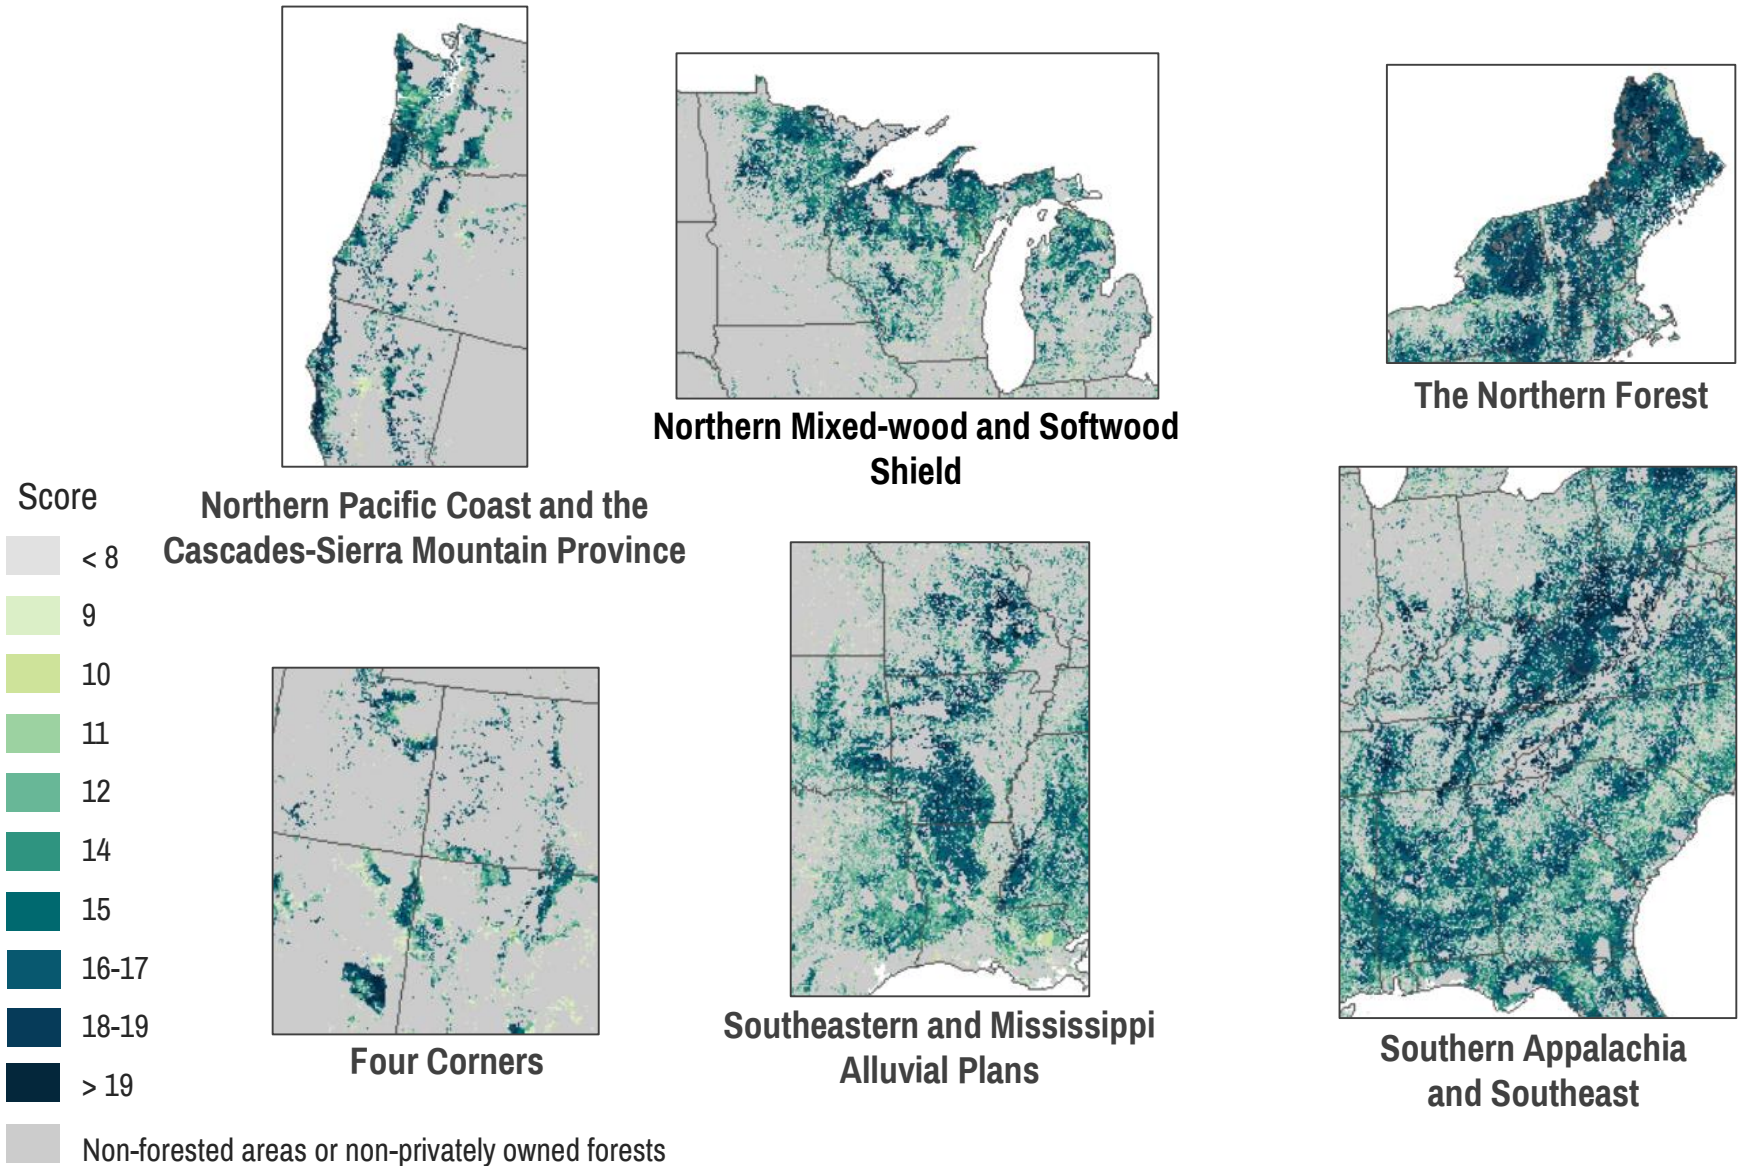 Northern Mixed-wood and Softwood
Shield
The Northern Forest
Northern Pacific Coast and the
Cascades-Sierra Mountain Province
Score
< 8
9
10
11
12
14
15
16-17
18-19
> 19
Non-forested areas or non-privately owned forests
Four Corners
Southeastern and Mississippi
Alluvial Plans
Southern Appalachia
and Southeast